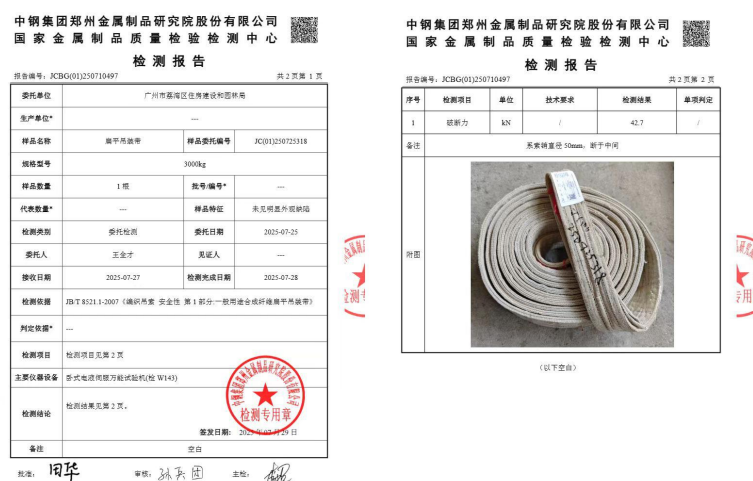 中钢集团郑州金属制品研究院股份有限公司
国家金属制品质量检验检测中心
检测报告
报告编号：JCBG(01)250710497 共 2 页第 1 页
委托单位 广州市荔湾区住房建设和园林局
生产单位* ---
样品名称 扁平吊装带 样品委托编号 JC(01)250725318
规格型号 3000kg
样品数量 1 根 批号/编号* ---
代表数量* --- 样品特征 未见明显外观缺陷
检测类别 委托检测 委托日期 2025-07-25
委托人 王金才 见证人 ---
接收日期 2025-07-27 检测完成日期 2025-07-28
检测依据 JB/T 8521.1-2007《编织吊索 安全性 第 1 部分:一般用途合成纤维扁平吊装带》
判定依据* ---
检测项目 检测项目见第 2 页
主要仪器设备 卧式电液伺服万能试验机(检 W143)
检测结论 检测结果见第 2 页。
检测专用章
签发日期： 2025 年 07 月 29 日
备注 空白
批准： 田华 审核： 主检：
中钢集团郑州金属制品研究院股份有限公司
国家金属制品质量检验检测中心
检测报告
报告编号：JCBG(01)250710497 共 2 页第 2 页
序号 检测项目 单位 技术要求 检测结果 单项判定
1 破断力 kN / 42.7 /
备注 系索销直径 50mm，断于中间
附图
250725318
（以下空白）